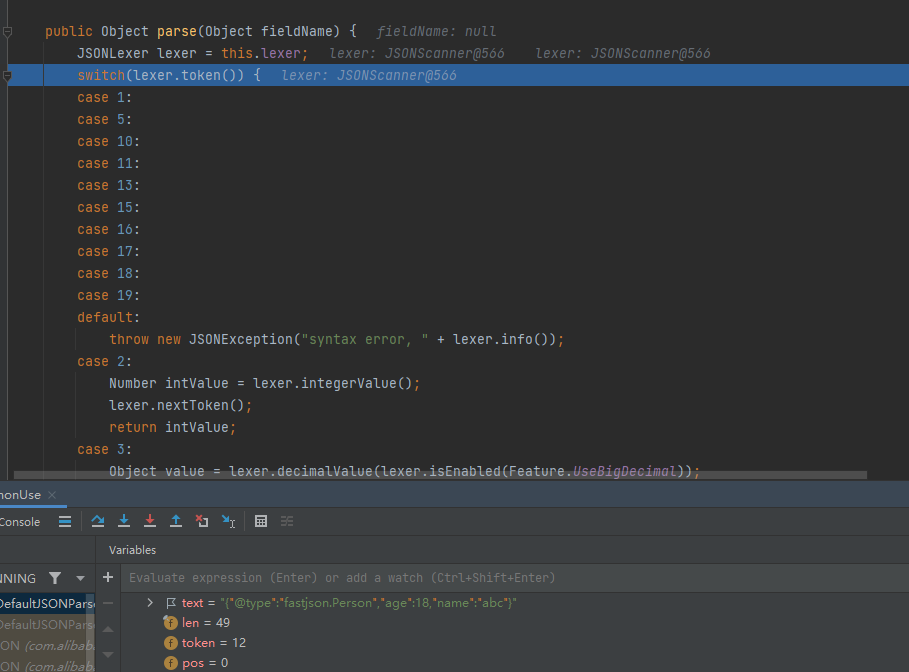 public Object parse(Object fieldName) {  fieldName: null
JSONLexer lexer = this.lexer;  lexer: JSONScanner@566  lexer: JSONScanner@566
switch(lexer.token()) {  lexer: JSONScanner@566
case 1:
case 5:
case 10:
case 11:
case 13:
case 15:
case 16:
case 17:
case 18:
case 19:
default:
throw new JSONException("syntax error, " + lexer.info());
case 2:
Number intValue = lexer.integerValue();
lexer.nextToken();
return intValue;
case 3:
Object value = lexer.decimalValue(lexer.isEnabled(Feature.UseBigDecimal));
nonUse
Console
Variables
NNING
Evaluate expression (Enter) or add a watch (Ctrl+Shift+Enter)
DefaultJSONPars
text = "{"@type":"fastjson.Person","age":18,"name":"abc"}"
DefaultJSONPars
len = 49
ON (com.alibab
token = 12
ON (com.alibab
pos = 0